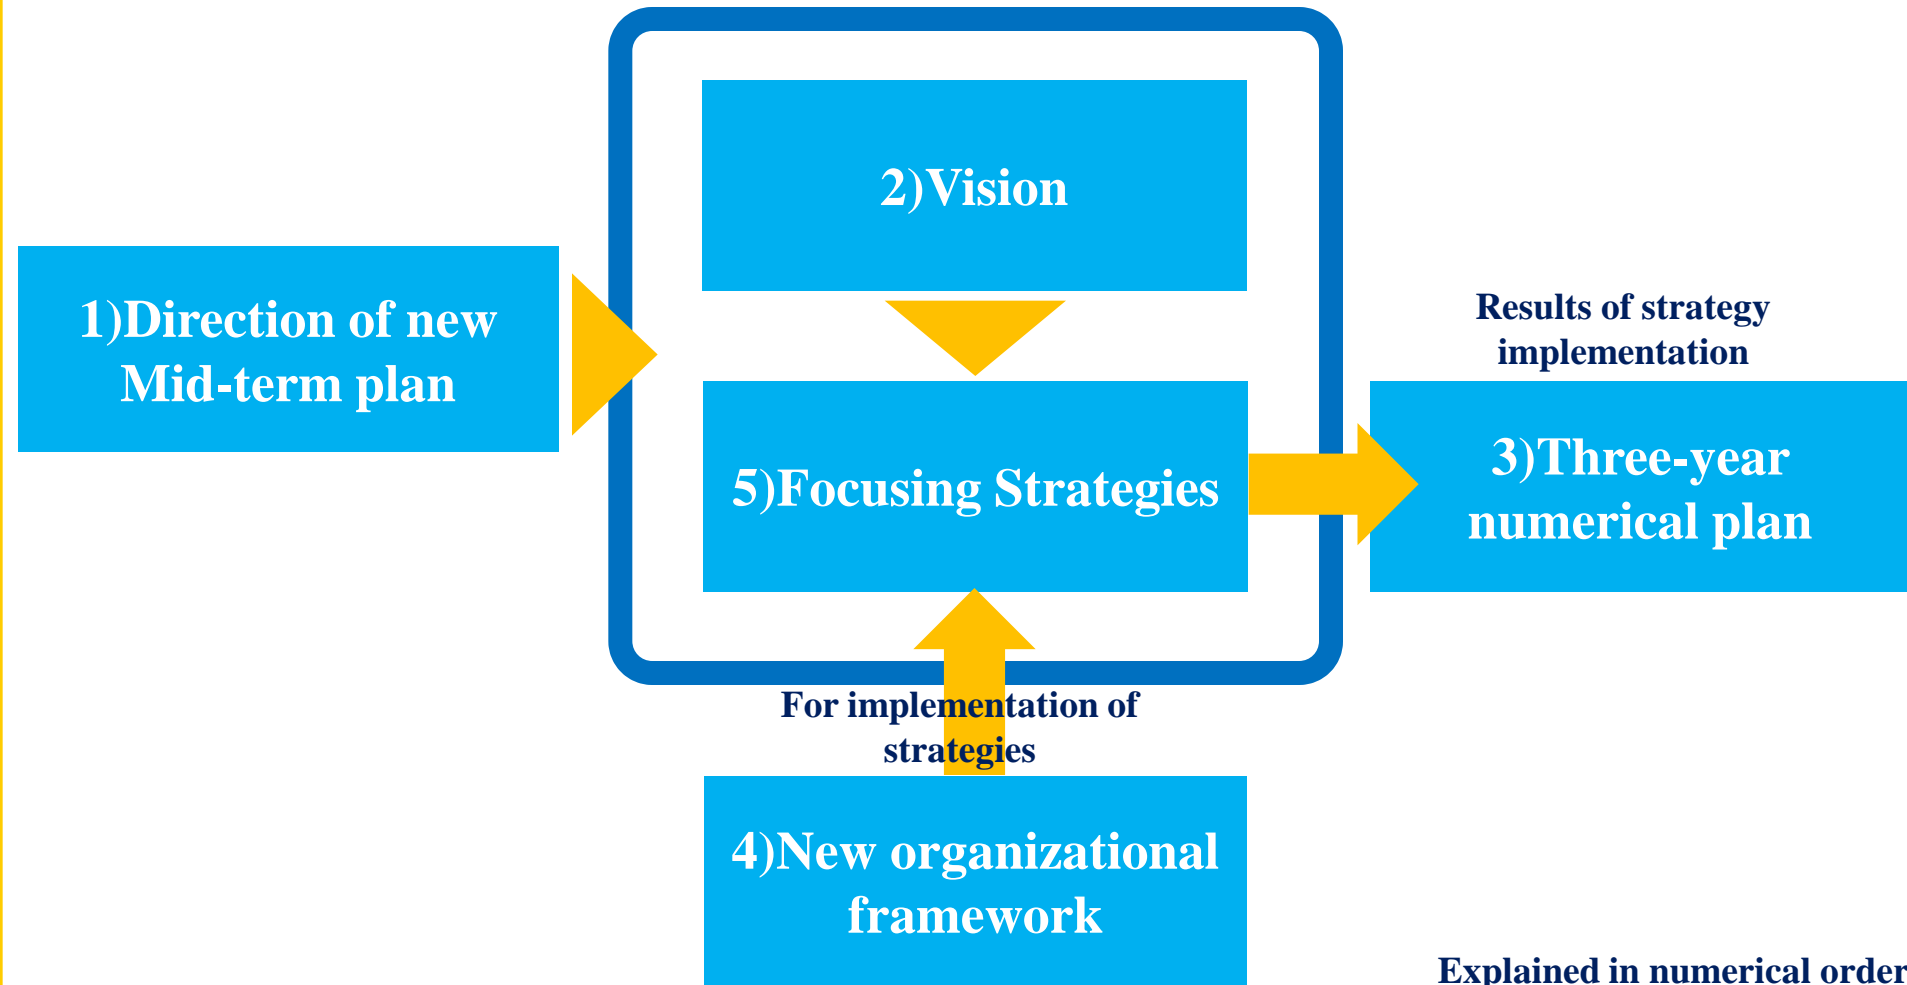 2)Vision
1)Direction of new
Mid-term plan
Results of strategy
implementation
5)Focusing Strategies
3)Three-year
numerical plan
For implementation of
strategies
4)New organizational
framework
Explained in numerical order